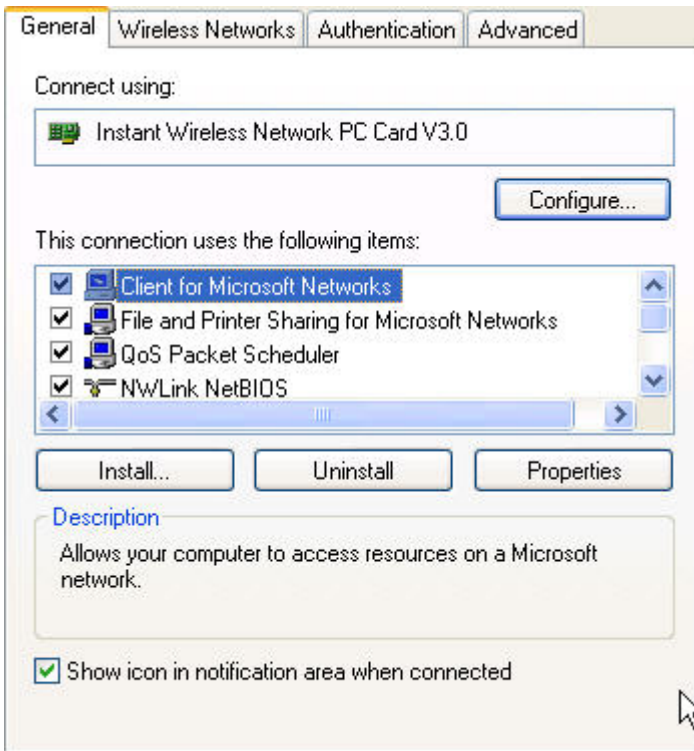 General Wireless Networks Authentication Advanced
Connect using:
Instant Wireless Network PC Card V3.0
Configure...
This connection uses the following items:
Client for Microsoft Networks
File and Printer Sharing for Microsoft Networks
QoS Packet Scheduler
NWLink NetBIOS
Install... Uninstall Properties
Description
Allows your computer to access resources on a Microsoft
network.
Show icon in notification area when connected